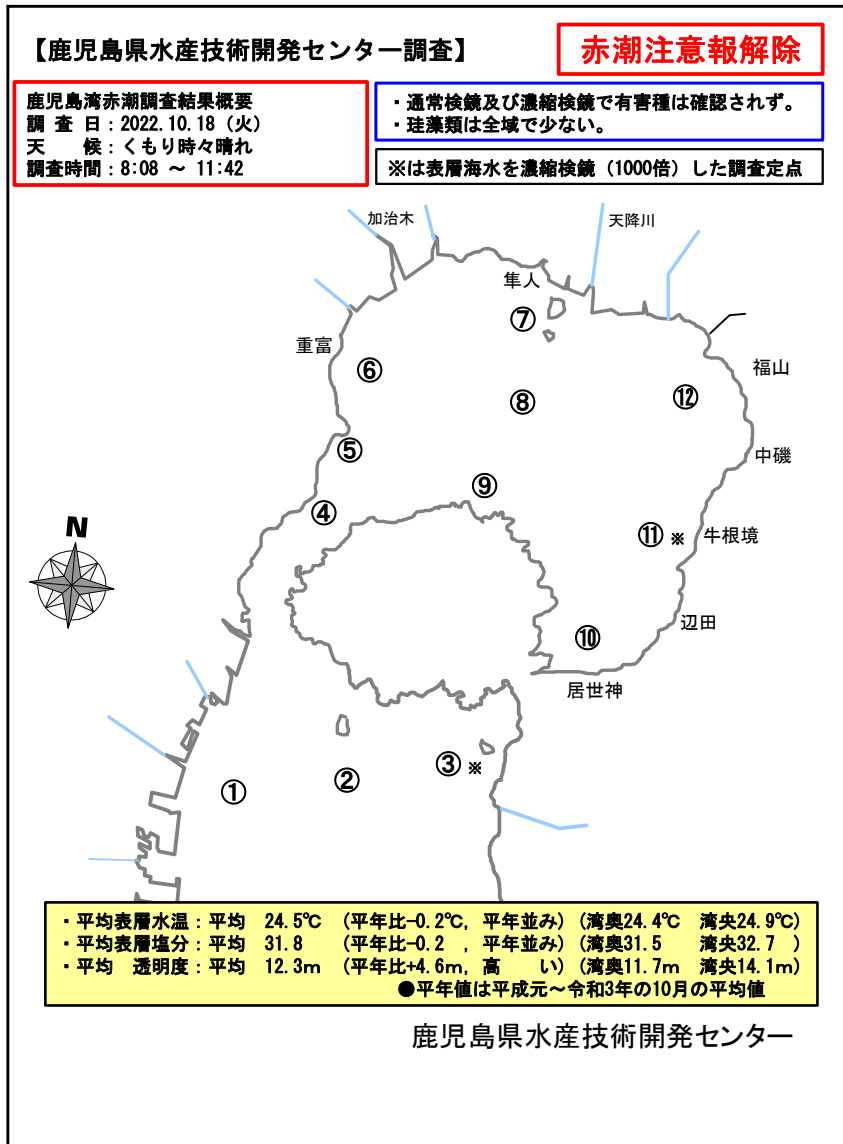 【鹿児島県水産技術開発センター調査】
赤潮注意報解除
鹿児島湾赤潮調査結果概要
調 査 日：2022.10.18（火）
天　　候：くもり時々晴れ
調査時間：8:08 ～ 11:42
・通常検鏡及び濃縮検鏡で有害種は確認されず。
・珪藻類は全域で少ない。
※は表層海水を濃縮検鏡（1000倍）した調査定点
加治木
天降川
隼人
⑦
重富
⑥
福山
⑧
⑫
⑤
中磯
⑨
④
N
⑪ ※
牛根境
⑩
辺田
居世神
③ ※
②
①
・平均表層水温：平均　24.5℃　（平年比-0.2℃, 平年並み）（湾奥24.4℃　湾央24.9℃）
・平均表層塩分：平均　31.8　（平年比-0.2 , 平年並み）（湾奥31.5　湾央32.7 ）
・平均　透明度：平均　12.3m　（平年比+4.6m, 高　　い）（湾奥11.7m　湾央14.1m）
●平年値は平成元～令和3年の10月の平均値
鹿児島県水産技術開発センター